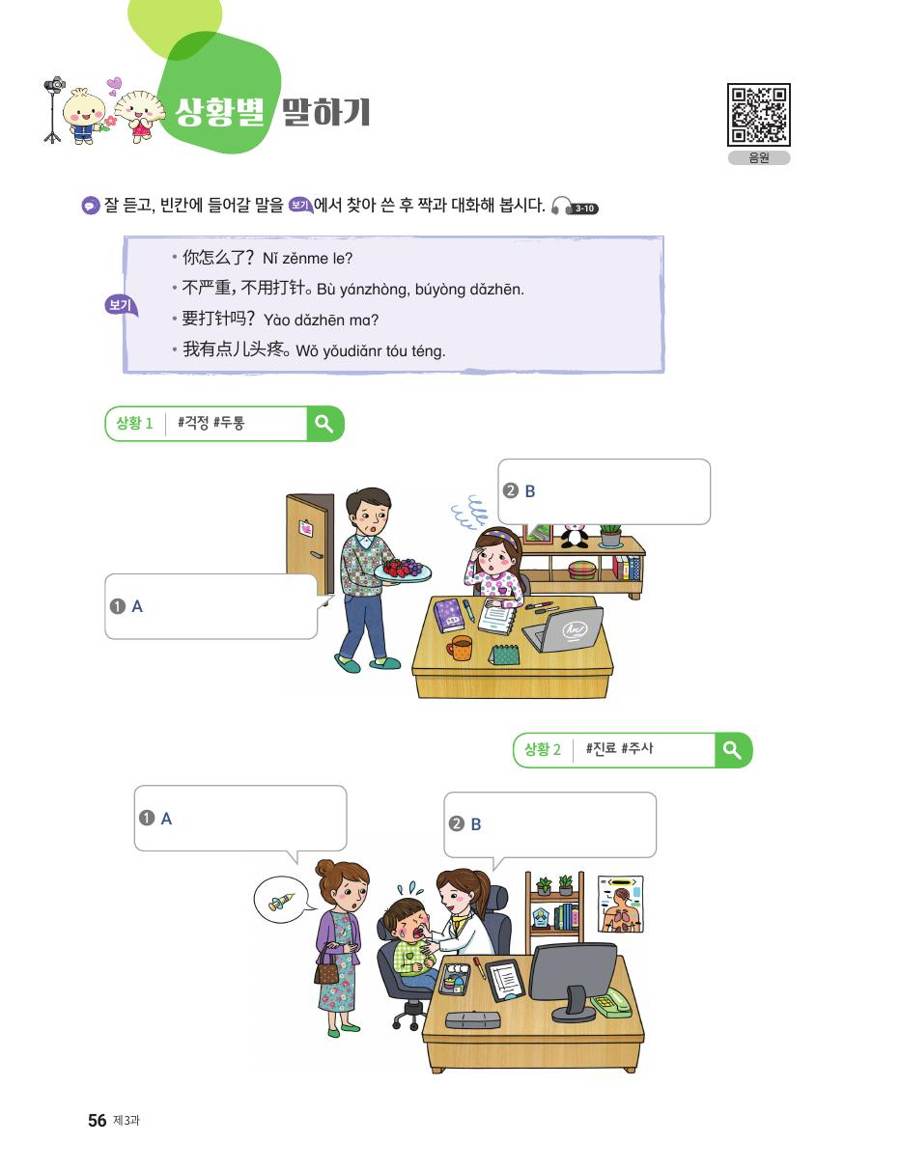 상황별 말하기
음원
잘 듣고, 빈칸에 들어갈 말을 보기 에서 찾아 쓴 후 짝과 대화해 봅시다. 3-10
보기
• 你怎么了? Nǐ zěnme le?
• 不严重, 不用打针。 Bù yánzhòng, búyòng dǎzhēn.
• 要打针吗? Yào dǎzhēn ma?
• 我有点儿头疼。 Wǒ yǒudiǎnr tóu téng.
상황 1 #걱정 #두통
❷ B
❶ A
상황 2 #진료 #주사
❶ A
❷ B
56 제3과